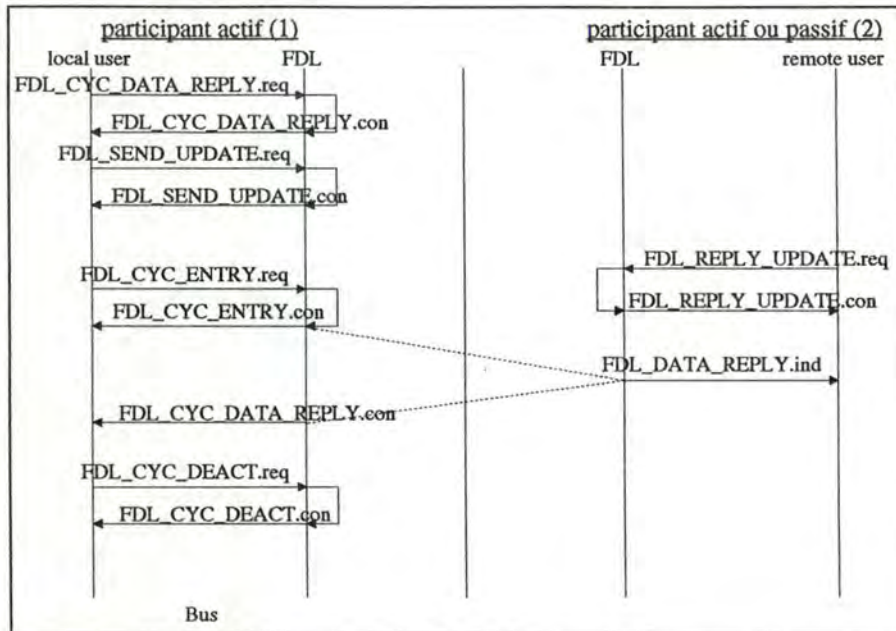 participant actif (1)
participant actif ou passif (2)
local user
FDL
FDL
remote user
FDL_CYC_DATA_REPLY.req
FDL_CYC_DATA_REPLY.con
FDL_SEND_UPDATE.req
FDL_SEND_UPDATE.con
FDL_REPLY_UPDATE.req
FDL_CYC_ENTRY.req
FDL_REPLY_UPDATE.con
FDL_CYC_ENTRY.con
FDL_DATA_REPLY.ind
FDL_CYC_DATA_REPLY.con
FDL_CYC_DEACT.req
FDL_CYC_DEACT.con
Bus